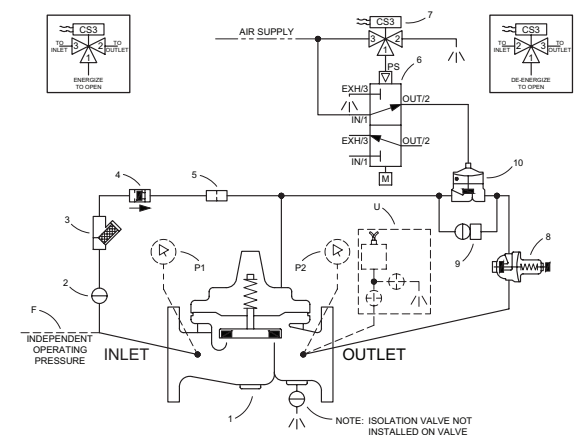 CS3
TO
INLET
3
2
TO
OUTLET
1
ENERGIZE
TO OPEN
AIR SUPPLY
CS3
7
3
2
1
PS
6
EXH/3
OUT/2
IN/1
EXH/3
OUT/2
IN/1
M
CS3
TO
INLET
2
3
TO
OUTLET
1
DE-ENERGIZE
TO OPEN
10
4
5
3
U
8
P1
P2
9
2
F
INDEPENDENT
OPERATING
PRESSURE
INLET
OUTLET
1
NOTE: ISOLATION VALVE NOT
INSTALLED ON VALVE